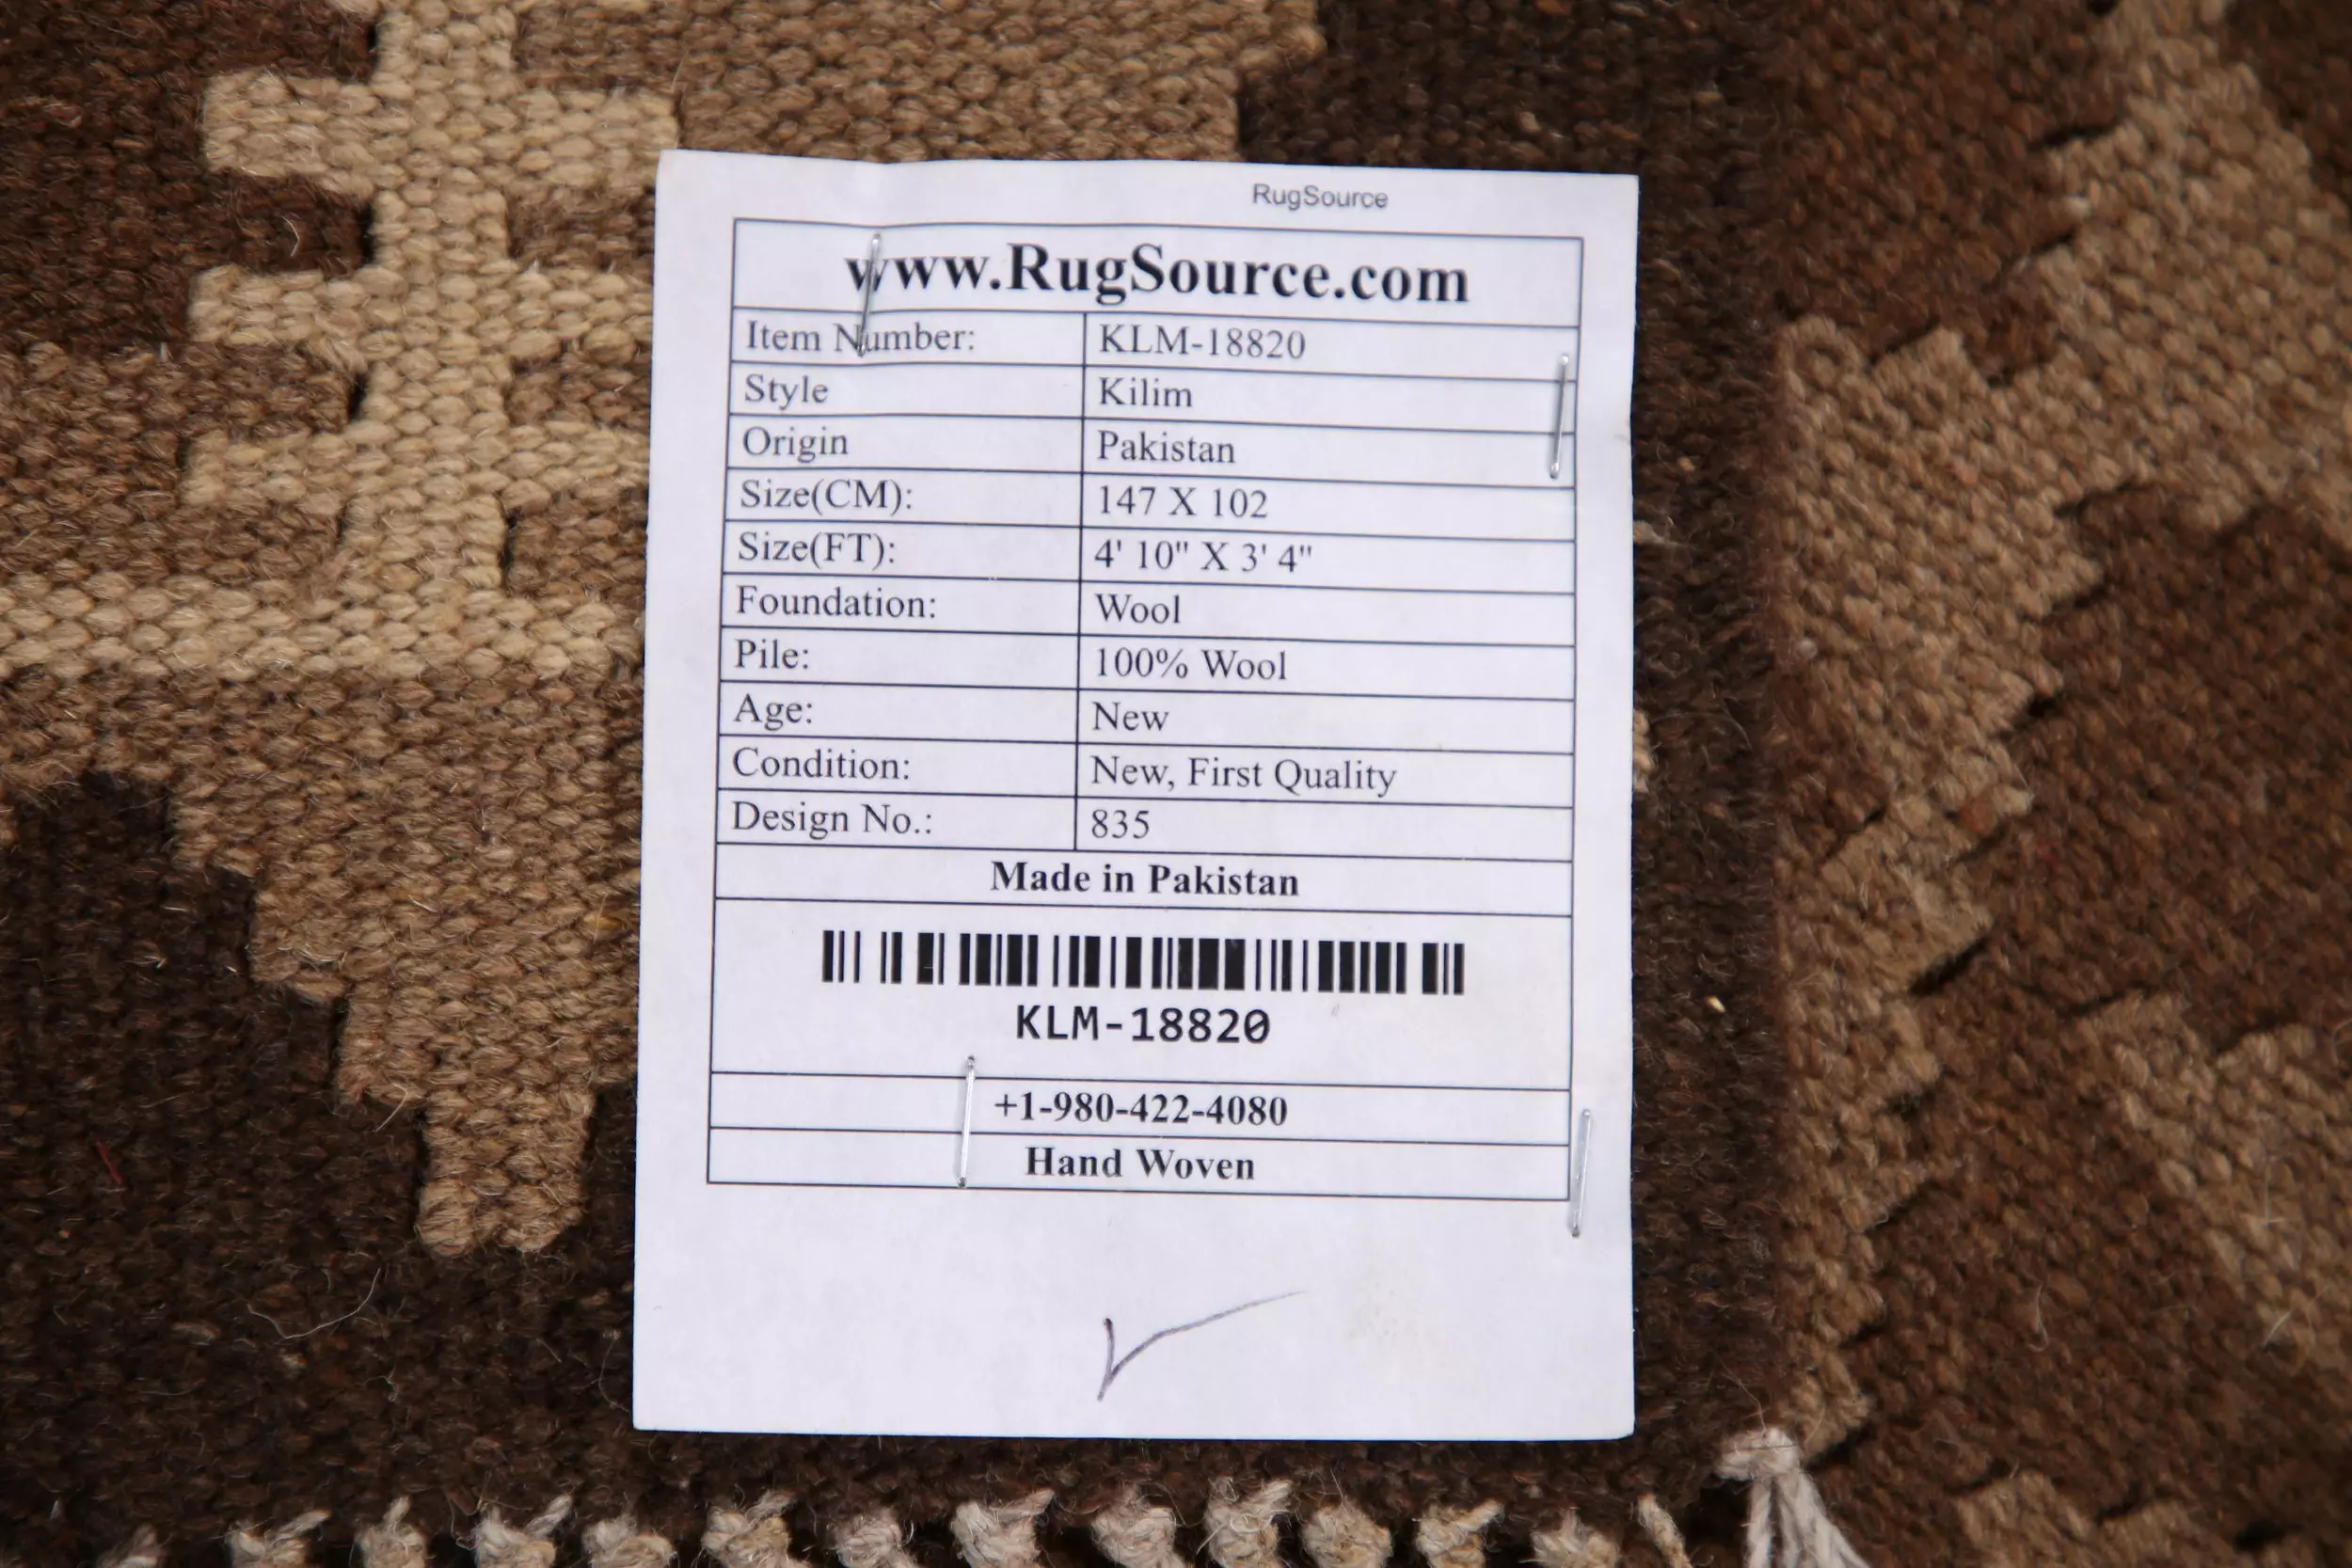 RugSource
www.RugSource.com
Item Number: KLM-18820
Style Kilim
Origin Pakistan
Size(CM): 147 X 102
Size(FT): 4' 10" X 3' 4"
Foundation: Wool
Pile: 100% Wool
Age: New
Condition: New, First Quality
Design No.: 835
Made in Pakistan
KLM-18820
+1-980-422-4080
Hand Woven